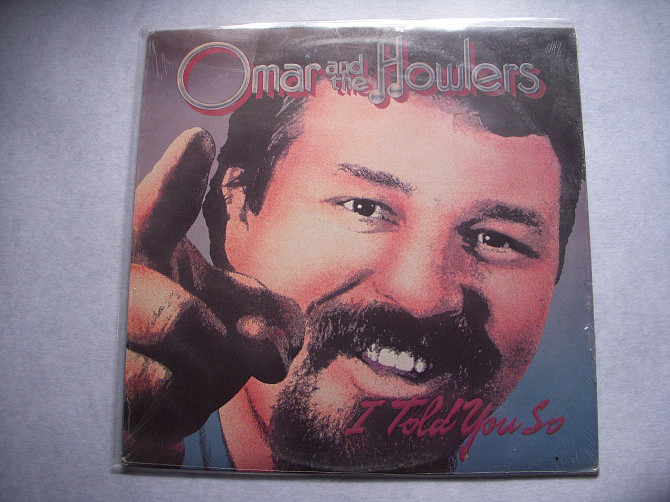 Omar and the Howlers
I Told You So